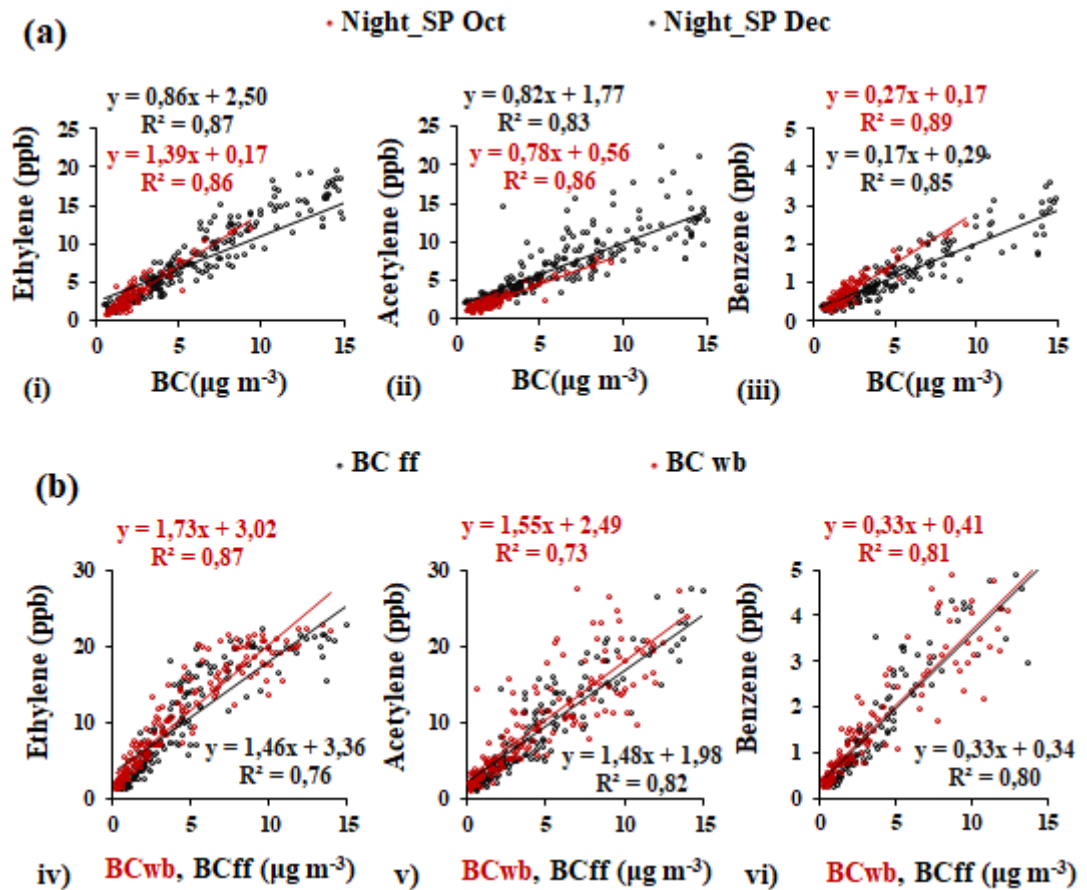 (a)
Night_SP Oct
Night_SP Dec
y = 0,86x + 2,50
R² = 0,87
y = 1,39x + 0,17
R² = 0,86
25
20
15
10
5
0
0 5 10 15
Ethylene (ppb)
BC(µg m-³)
(i)
y = 0,82x + 1,77
R² = 0,83
y = 0,78x + 0,56
R² = 0,86
25
20
15
10
5
0
0 5 10 15
Acetylene (ppb)
BC(µg m-³)
(ii)
y = 0,27x + 0,17
R² = 0,89
y = 0,17x + 0,29
R² = 0,85
5
4
3
2
1
0
0 5 10 15
Benzene (ppb)
BC(µg m-³)
(iii)
(b)
BC ff
BC wb
y = 1,73x + 3,02
R² = 0,87
30
20
10
0
0 5 10 15
Ethylene (ppb)
y = 1,46x + 3,36
R² = 0,76
iv)
BCwb, BCff (µg m-³)
y = 1,55x + 2,49
R² = 0,73
30
20
10
0
0 5 10 15
Acetylene (ppb)
y = 1,48x + 1,98
R² = 0,82
v)
BCwb, BCff (µg m-³)
y = 0,33x + 0,41
R² = 0,81
5
4
3
2
1
0
0 5 10 15
Benzene (ppb)
y = 0,33x + 0,34
R² = 0,80
vi)
BCwb, BCff (µg m-³)